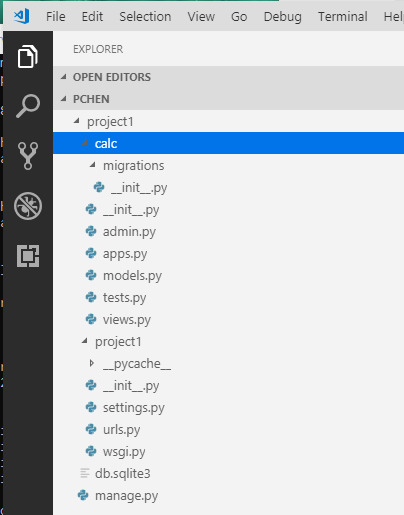 File Edit Selection View Go Debug Terminal Help
EXPLORER
OPEN EDITORS
PCHEN
project1
calc
migrations
__init__.py
__init__.py
admin.py
apps.py
models.py
tests.py
views.py
project1
__pycache__
__init__.py
settings.py
urls.py
wsgi.py
db.sqlite3
manage.py